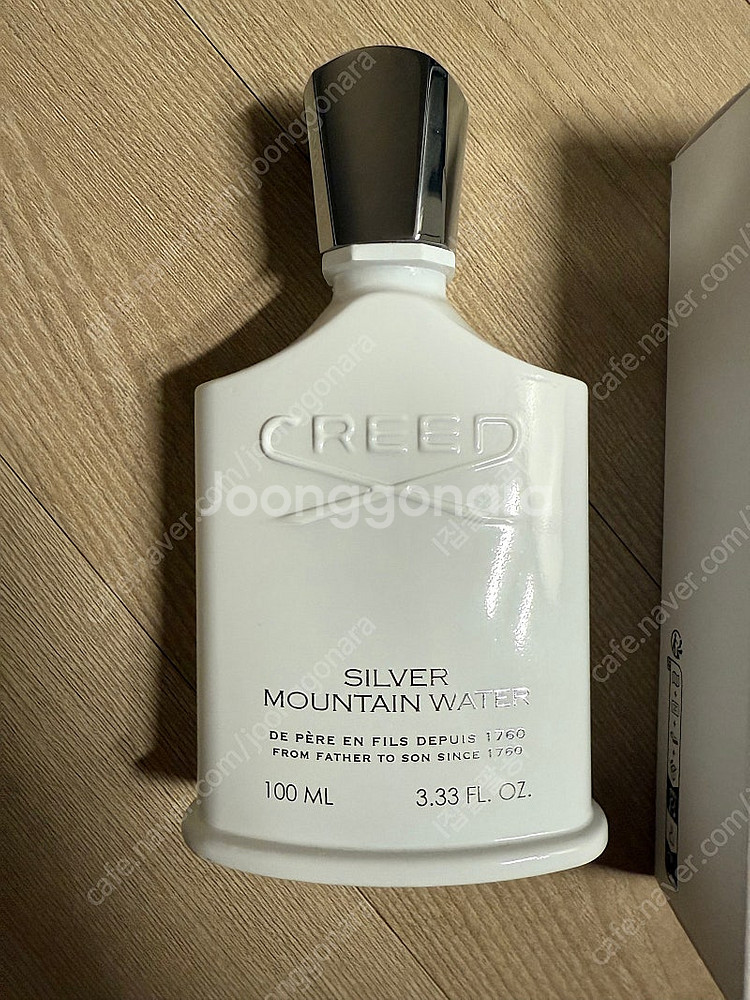 CREED
Joonggonara
SILVER
MOUNTAIN WATER
DE PÈRE EN FILS DEPUIS 1760
FROM FATHER TO SON SINCE 1760
100 ML
3.33 FL. OZ.
cafe.naver.com/joonggonara